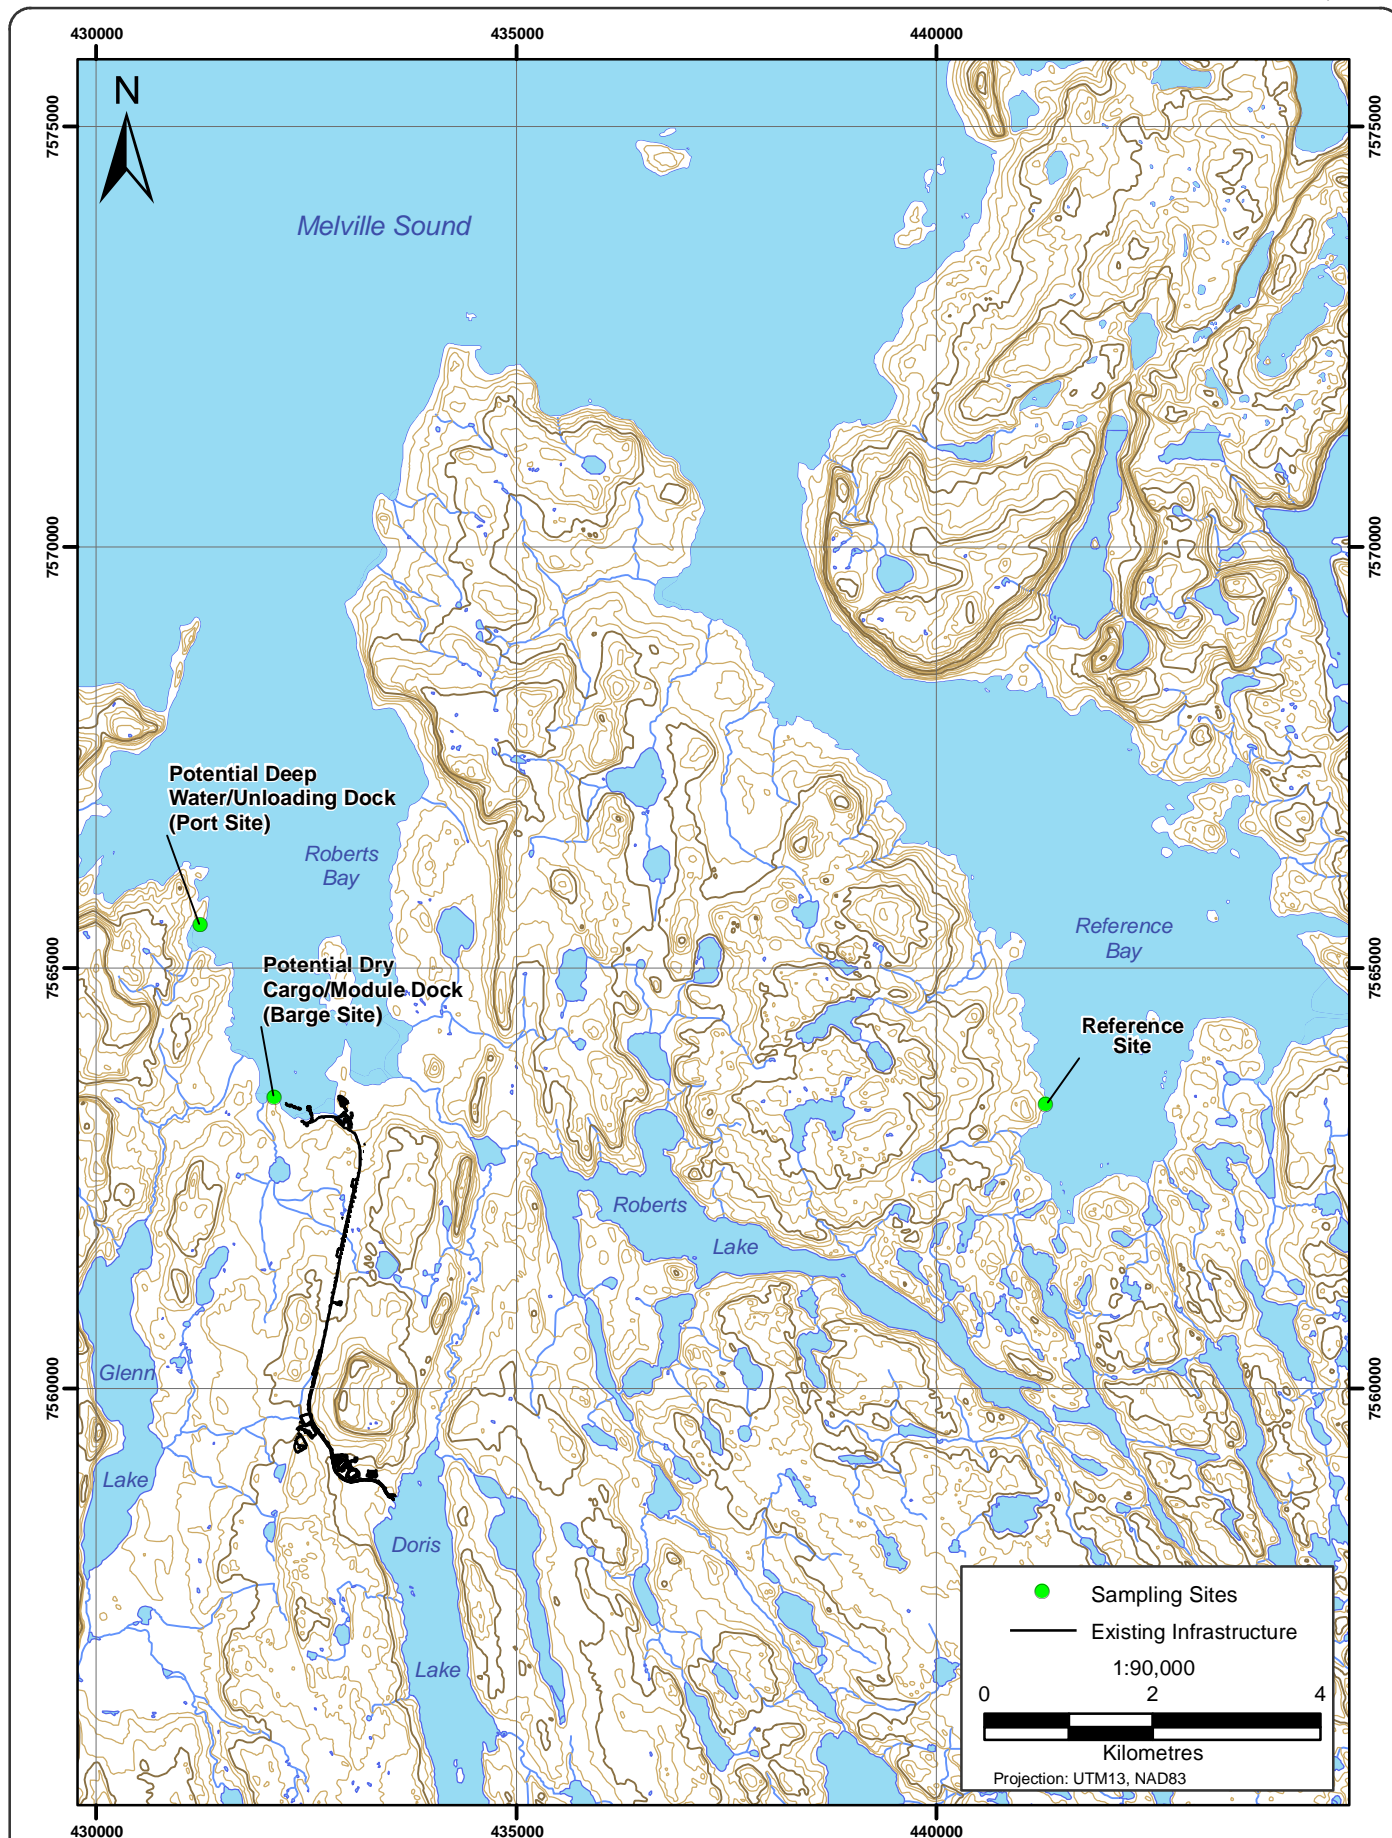 430000
435000
440000
N
7575000
7575000
Melville Sound
7570000
7570000
Potential Deep
Water/Unloading Dock
(Port Site)
Roberts
Bay
Reference
Bay
7565000
7565000
Potential Dry
Cargo/Module Dock
(Barge Site)
Reference
Site
Roberts
Lake
Glenn
Lake
7560000
7560000
Doris
Lake
Sampling Sites
Existing Infrastructure
1:90,000
0 2 4
Kilometres
Projection: UTM13, NAD83
430000
435000
440000